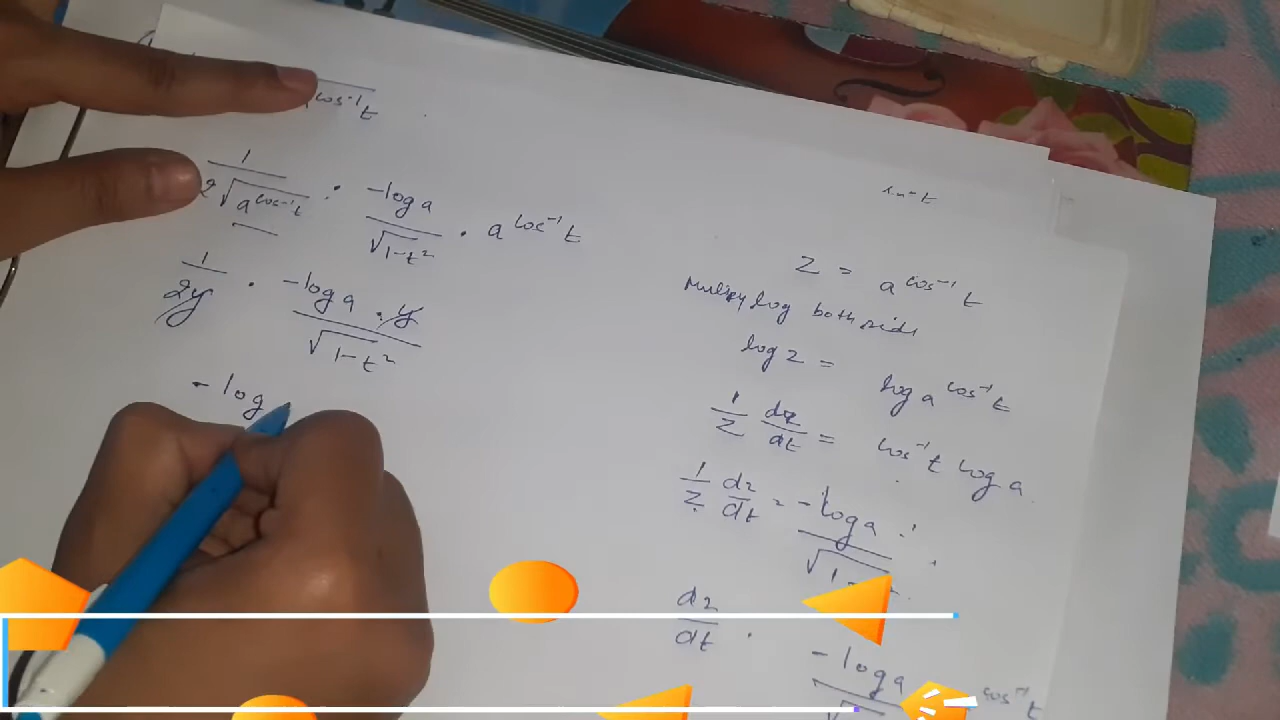 cos⁻¹t
1 / 2√(a^cos⁻¹t) · -log a / √(1-t²) · a^cos⁻¹t
1 / 2y · -log a · y / √(1-t²)
-log
Z = a^cos⁻¹t
log both side
log z = log a^cos⁻¹t
1/Z dz/dt = cos⁻¹t log a
1/Z dz/dt = -log a
dz/dt
-log a
cos⁻¹t